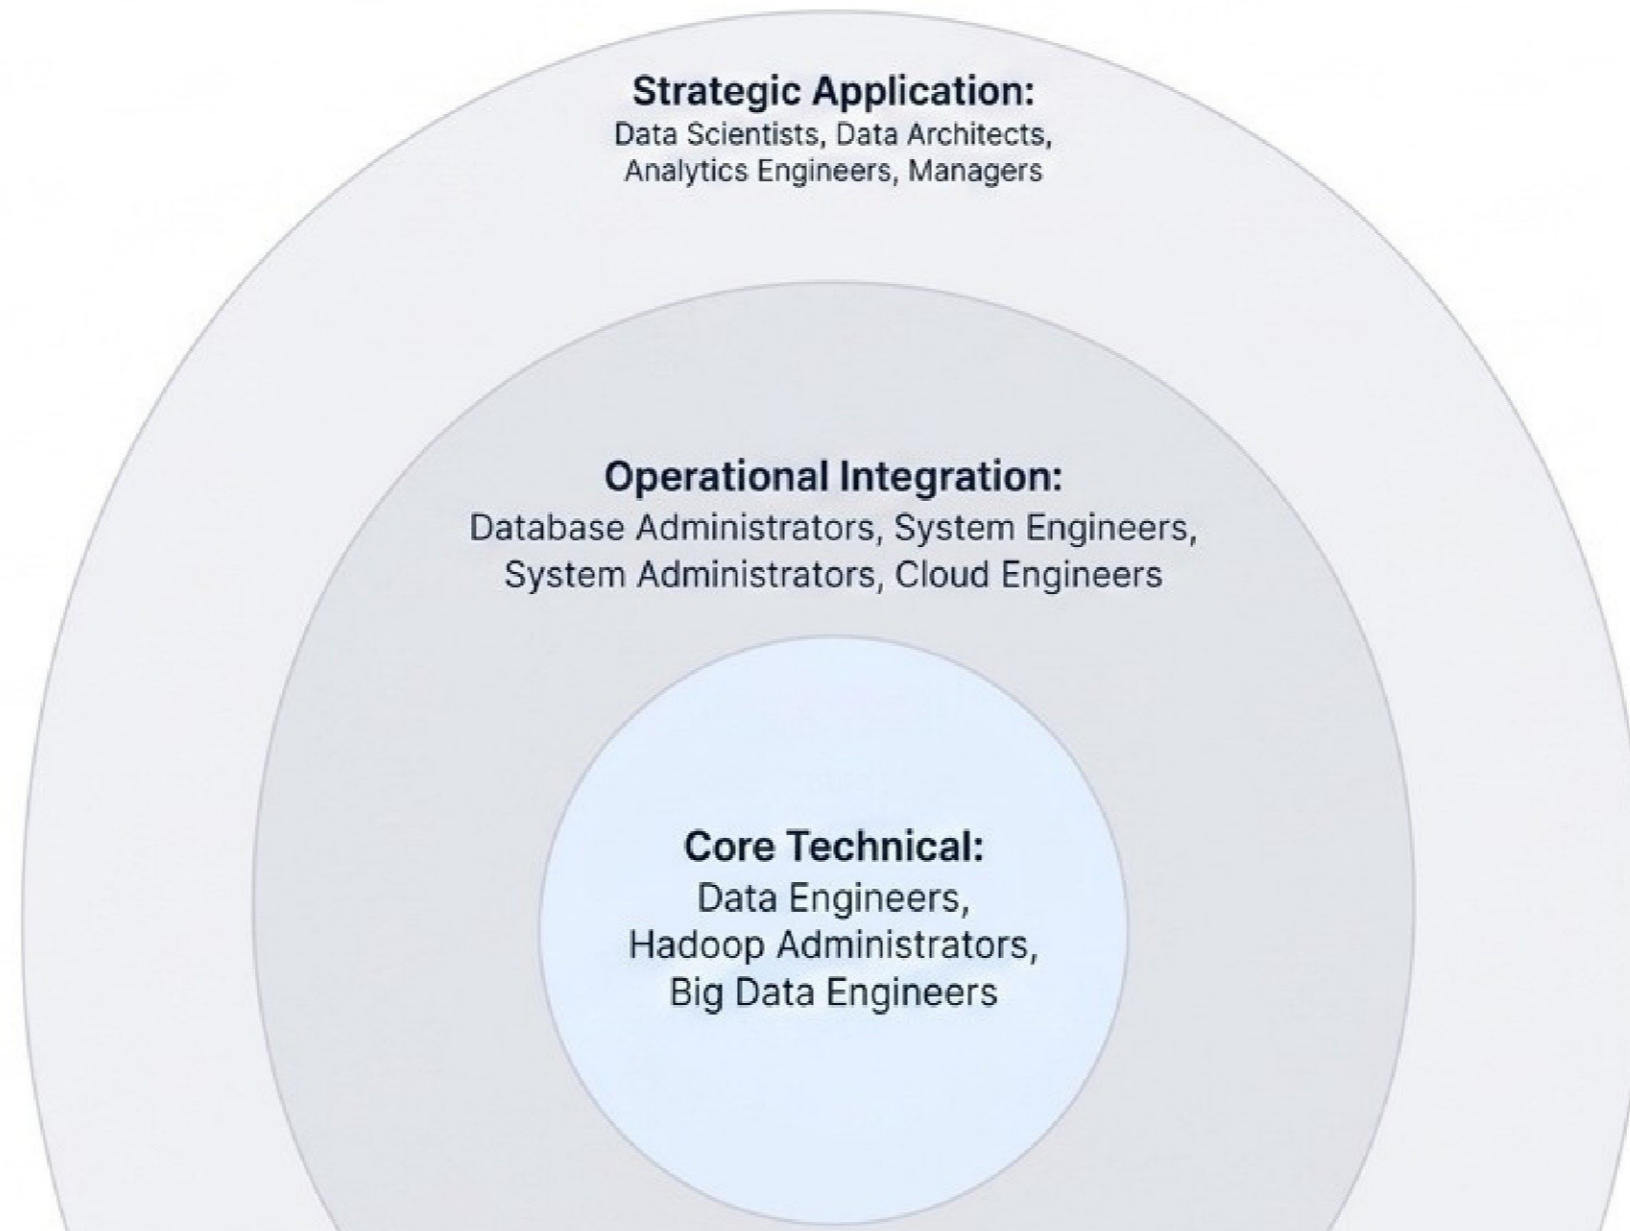 Strategic Application:
Data Scientists, Data Architects,
Analytics Engineers, Managers
Operational Integration:
Database Administrators, System Engineers,
System Administrators, Cloud Engineers
Core Technical:
Data Engineers,
Hadoop Administrators,
Big Data Engineers